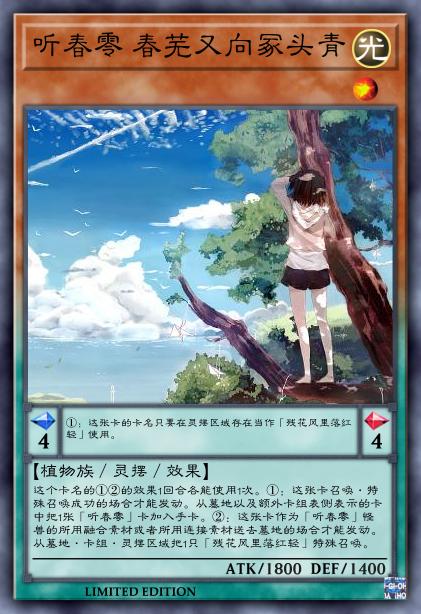 听春零 春芜又向冢头青
光
4
①：这张卡的卡名只要在灵摆区域存在当作「残花风里落红
轻」使用。
4
【植物族／灵摆／效果】
这个卡名的①②的效果1回合各能使用1次。①：这张卡召唤·特
殊召唤成功的场合才能发动。从墓地以及额外卡组表侧表示的卡
中把1张「听春零」卡加入手卡。②：这张卡作为「听春零」怪
兽的所用融合素材或者所用连接素材送去墓地的场合才能发动。
从墓地·卡组·灵摆区域把1只「残花风里落红轻」特殊召唤。
ATK/1800 DEF/1400
LIMITED EDITION